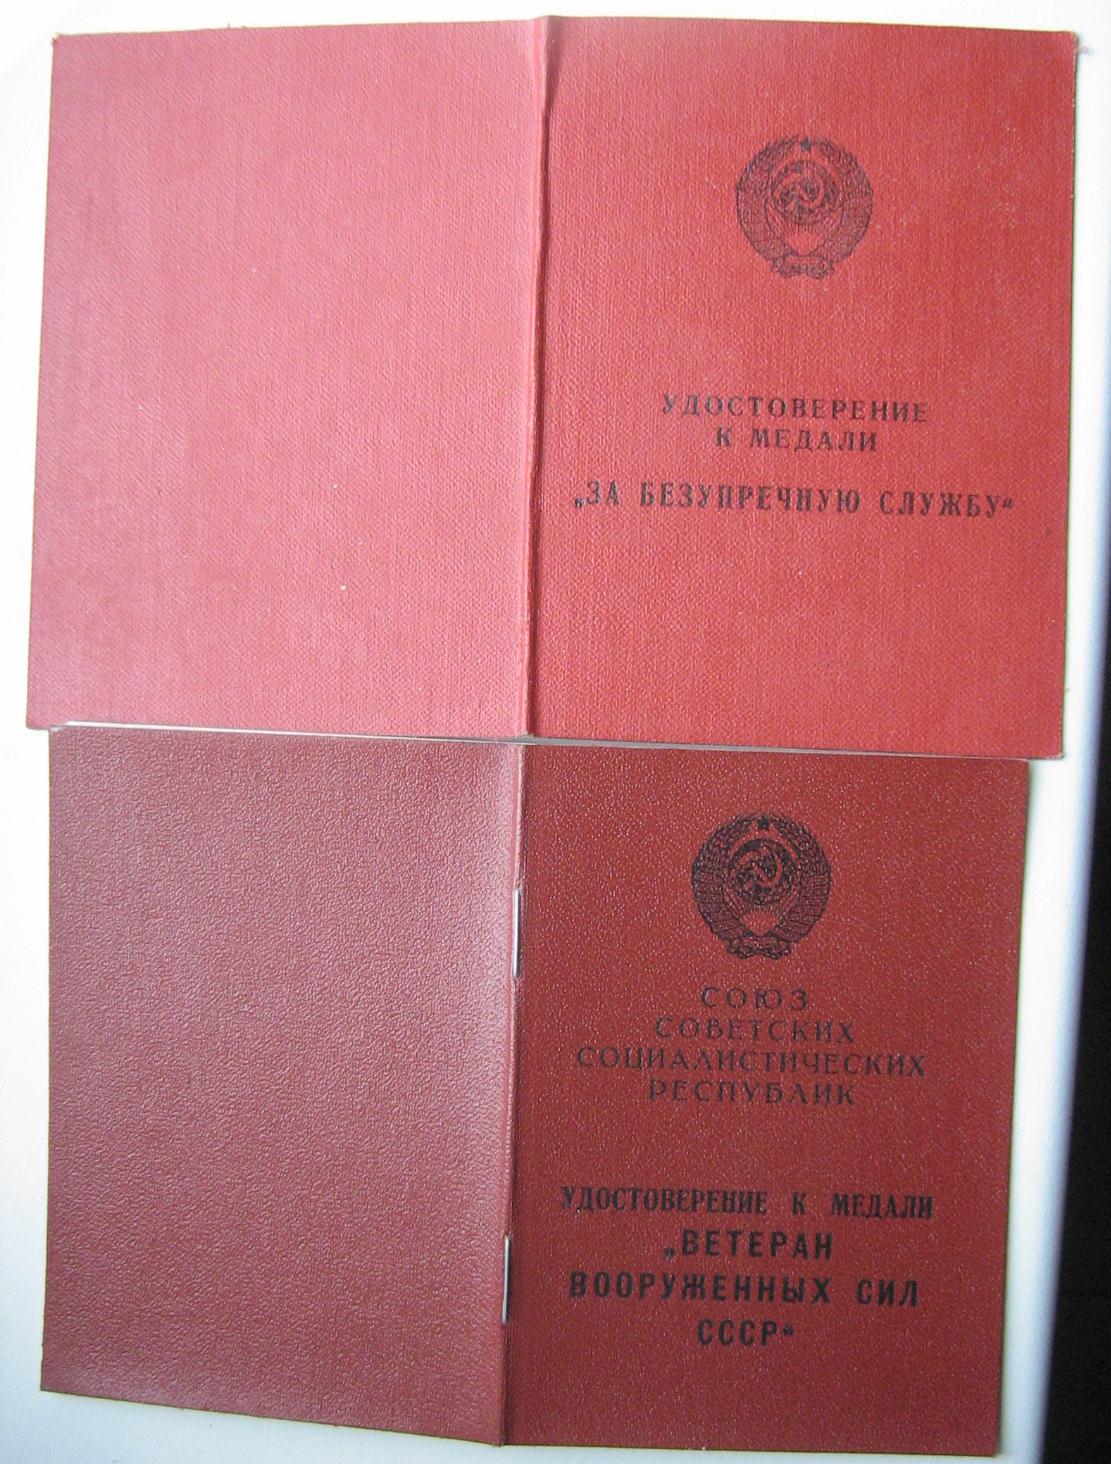 УДОСТОВЕРЕНИЕ
К МЕДАЛИ
„ЗА БЕЗУПРЕЧНУЮ СЛУЖБУ“
СОЮЗ
СОВЕТСКИХ
СОЦИАЛИСТИЧЕСКИХ
РЕСПУБЛИК
УДОСТОВЕРЕНИЕ К МЕДАЛИ
„ВЕТЕРАН
ВООРУЖЕННЫХ СИЛ
СССР“